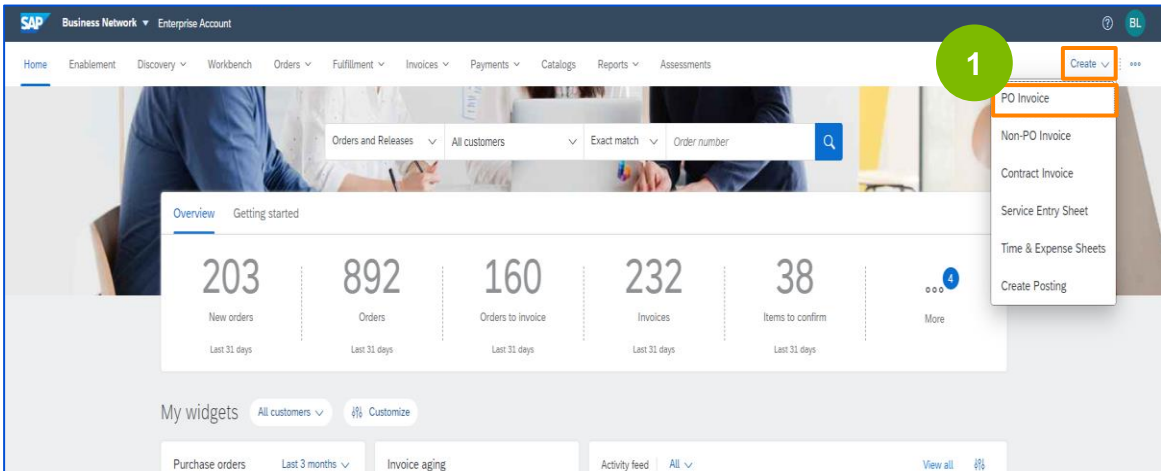 SAP Business Network Enterprise Account BL
Home Enablement Discovery Workbench Orders Fulfillment Invoices Payments Catalogs Reports Assessments Create
1
PO Invoice
Non-PO Invoice
Contract Invoice
Service Entry Sheet
Time & Expense Sheets
Create Posting
Orders and Releases All customers Exact match Order number
Overview Getting started
203 892 160 232 38 4
New orders Orders Orders to invoice Invoices Items to confirm More
Last 31 days Last 31 days Last 31 days Last 31 days Last 31 days
My widgets All customers Customize
Purchase orders Last 3 months Invoice aging Activity feed All View all